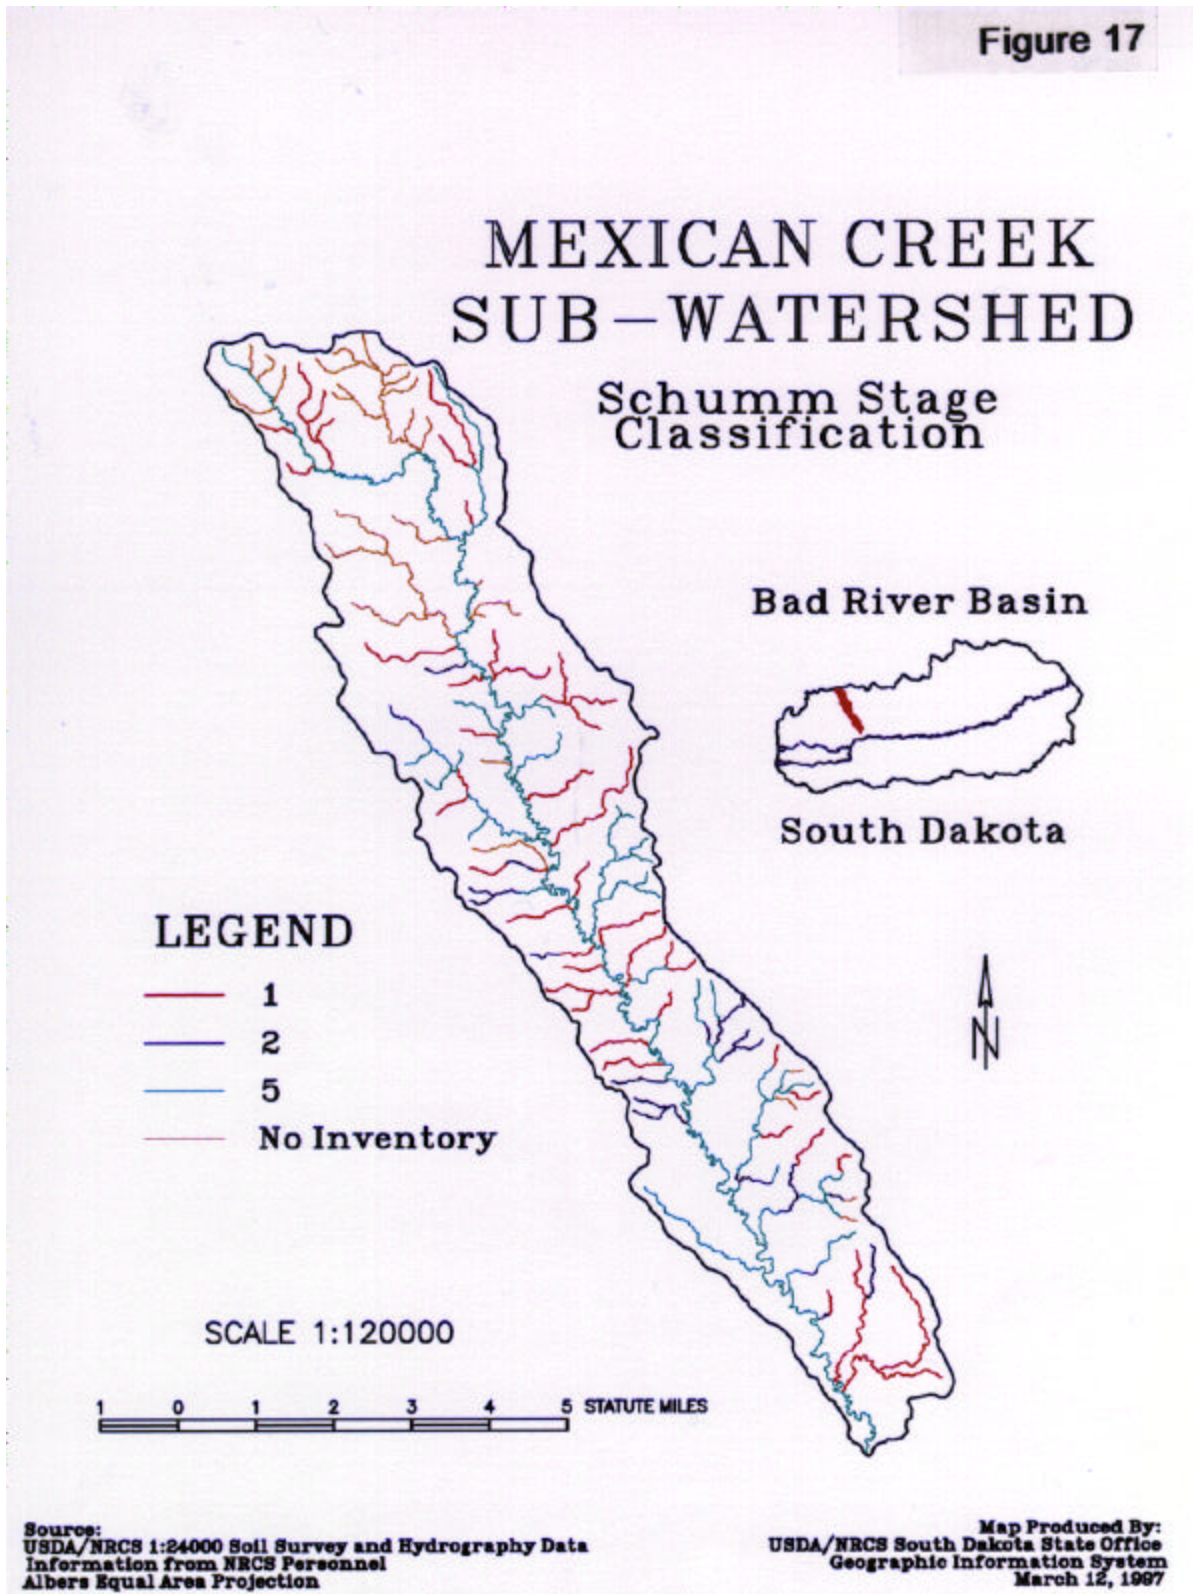 Figure 17
MEXICAN CREEK
SUB-WATERSHED
Schumm Stage
Classification
Bad River Basin
South Dakota
LEGEND
1
2
5
No Inventory
N
SCALE 1:120000
1 0 1 2 3 4 5 STATUTE MILES
Source:
USDA/NRCS 1:24000 Soil Survey and Hydrography Data
Information from NRCS Personnel
Albers Equal Area Projection
Map Produced By:
USDA/NRCS South Dakota State Office
Geographic Information System
March 12, 1997